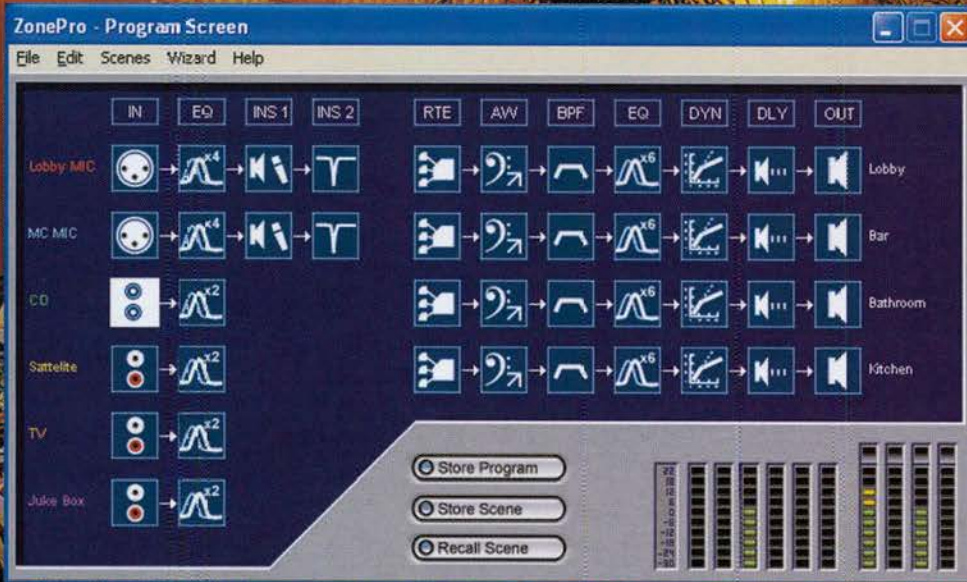 ZonePro - Program Screen
File Edit Scenes Wizard Help
IN EQ INS 1 INS 2 RTE AW BPF EQ DYN DLY OUT
Lobby MIC x4 x6 Lobby
MC MIC x4 x6 Bar
CD x2 x6 Bathroom
Sattelite x2 x6 Kitchen
TV x2
Juke Box x2
Store Program
Store Scene
Recall Scene